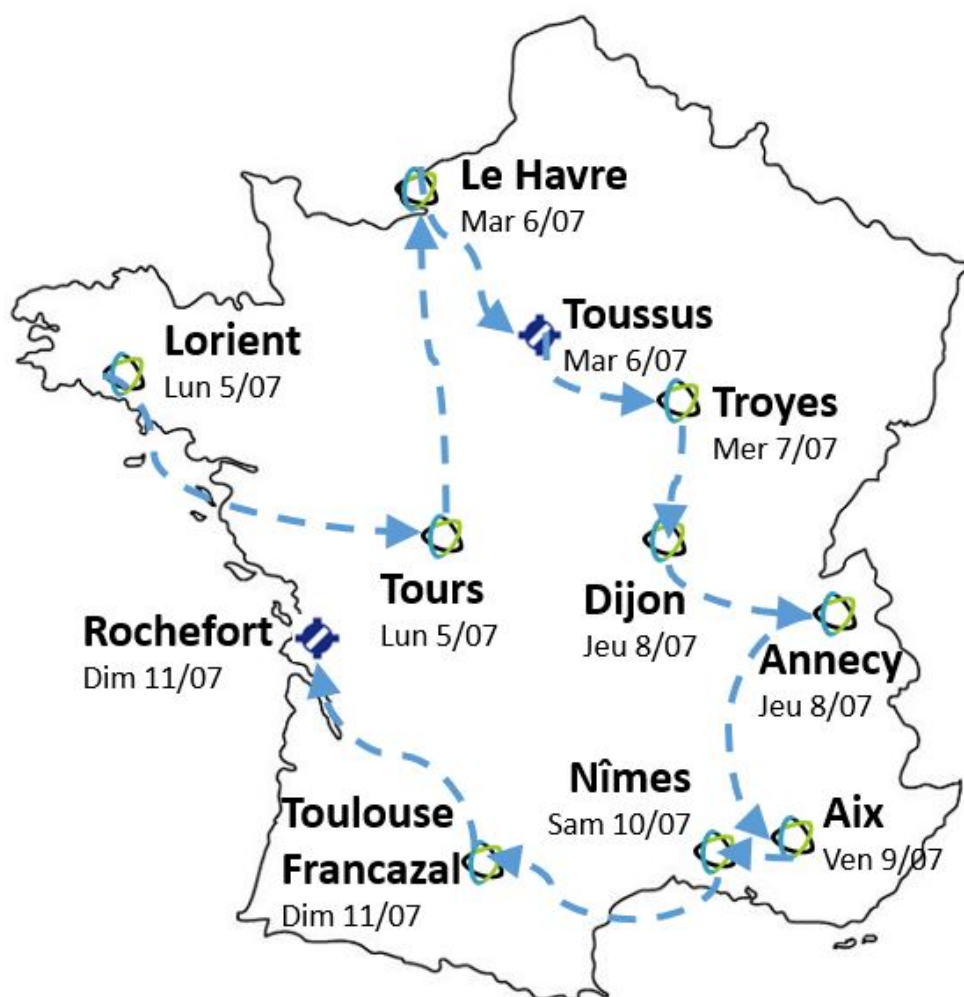 Le Havre
Mar 6/07
Toussus
Mar 6/07
Lorient
Lun 5/07
Troyes
Mer 7/07
Tours
Lun 5/07
Dijon
Jeu 8/07
Rochefort
Dim 11/07
Annecy
Jeu 8/07
Nîmes
Sam 10/07
Aix
Ven 9/07
Toulouse
Francazal
Dim 11/07